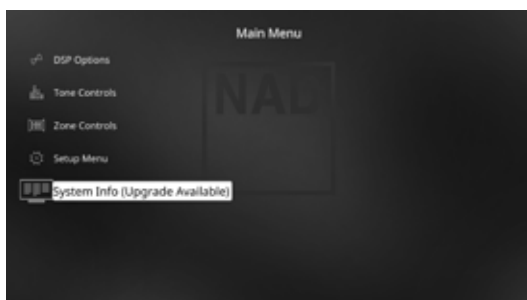 Main Menu
DSP Options
Tone Controls
NAD
Zone Controls
Setup Menu
System Info (Upgrade Available)